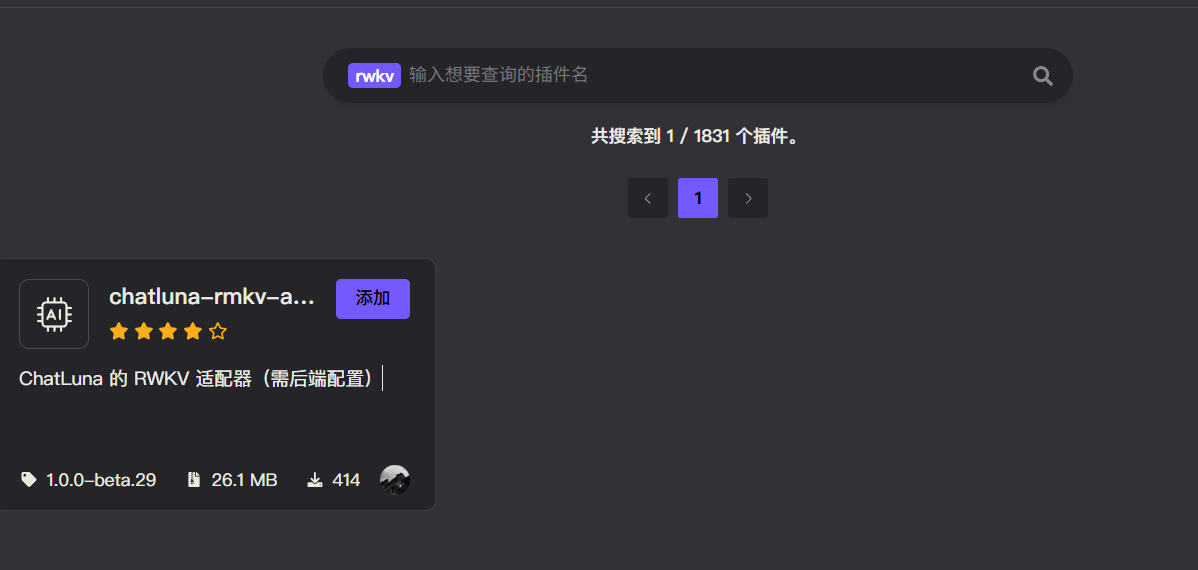 rwkv 输入想要查询的插件名
共搜索到 1 / 1831 个插件。
1
chatluna-rmkv-a... 添加
AI
ChatLuna 的 RWKV 适配器（需后端配置）
1.0.0-beta.29 26.1 MB 414